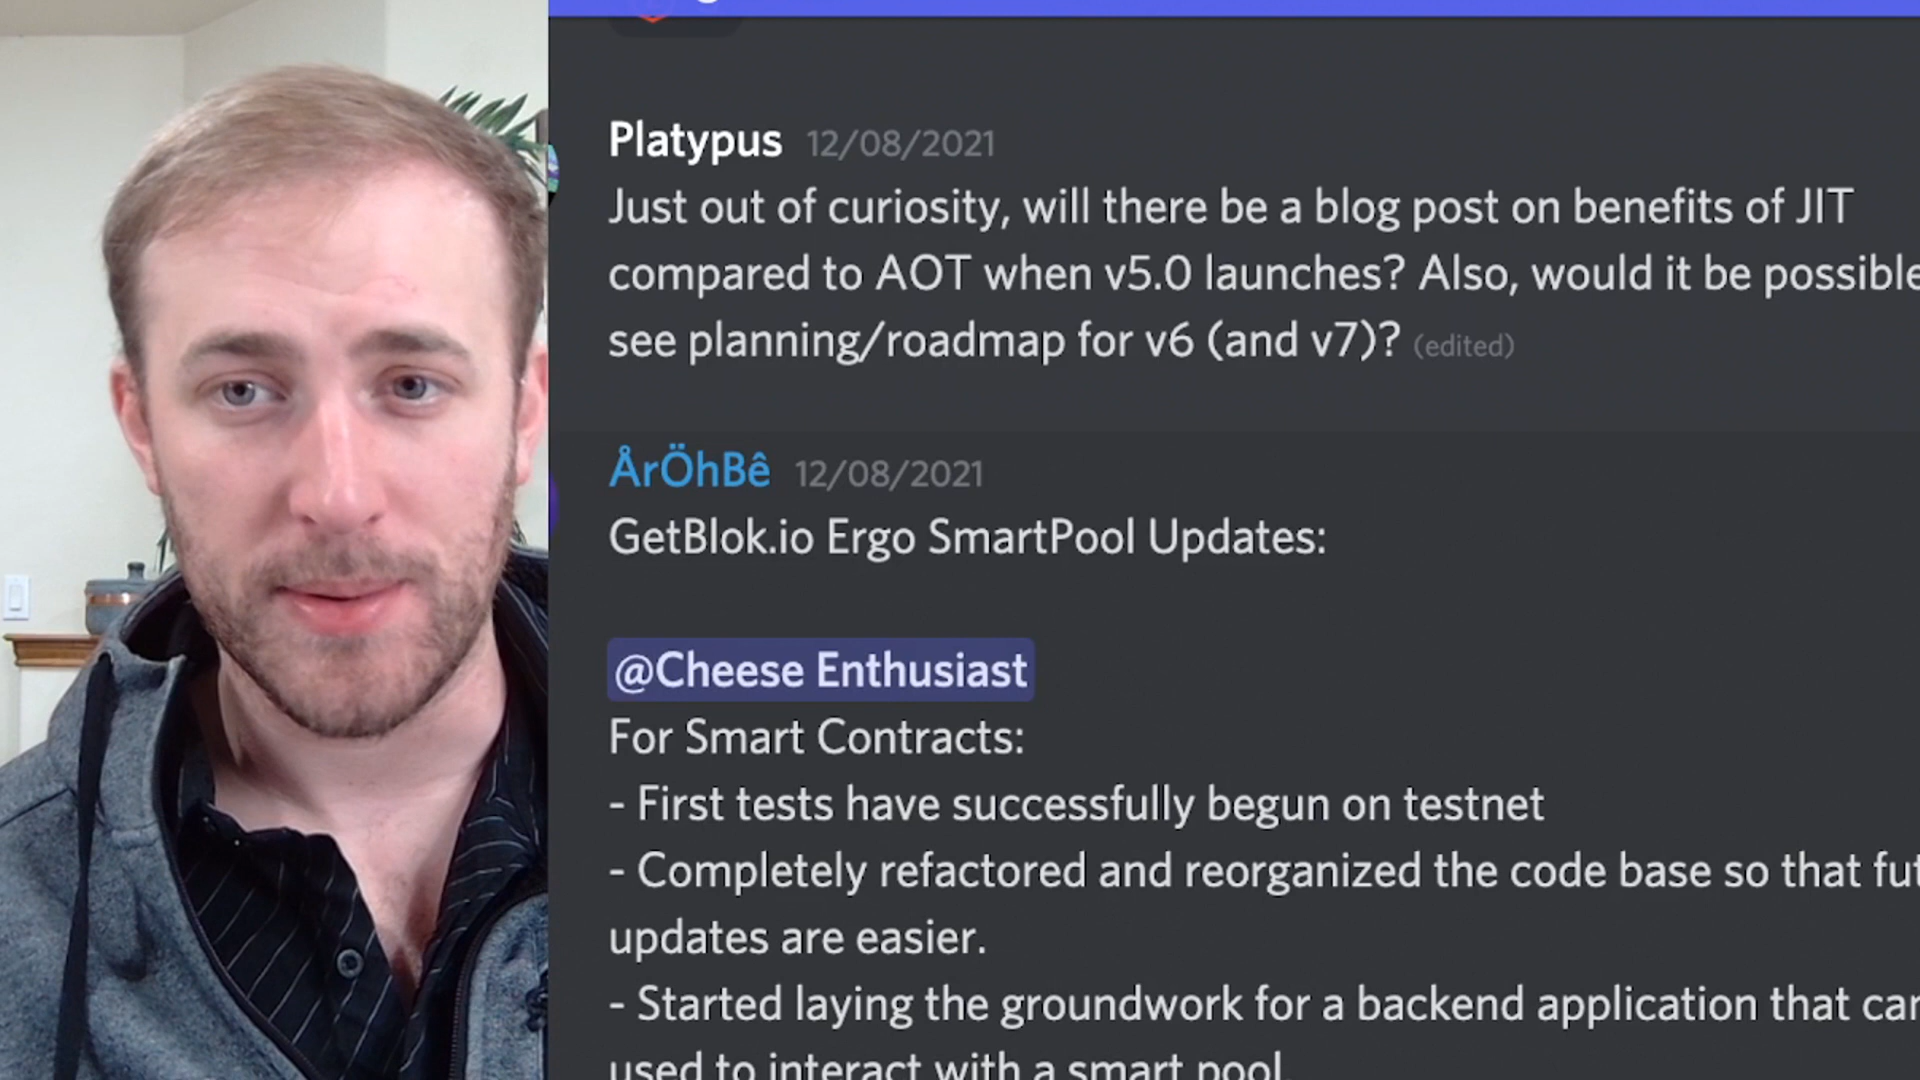 Platypus 12/08/2021
Just out of curiosity, will there be a blog post on benefits of JIT
compared to AOT when v5.0 launches? Also, would it be possible
see planning/roadmap for v6 (and v7)? (edited)
ÅrÖhBê 12/08/2021
GetBlok.io Ergo SmartPool Updates:
@Cheese Enthusiast
For Smart Contracts:
- First tests have successfully begun on testnet
- Completely refactored and reorganized the code base so that fut
updates are easier.
- Started laying the groundwork for a backend application that can
used to interact with a smart pool.